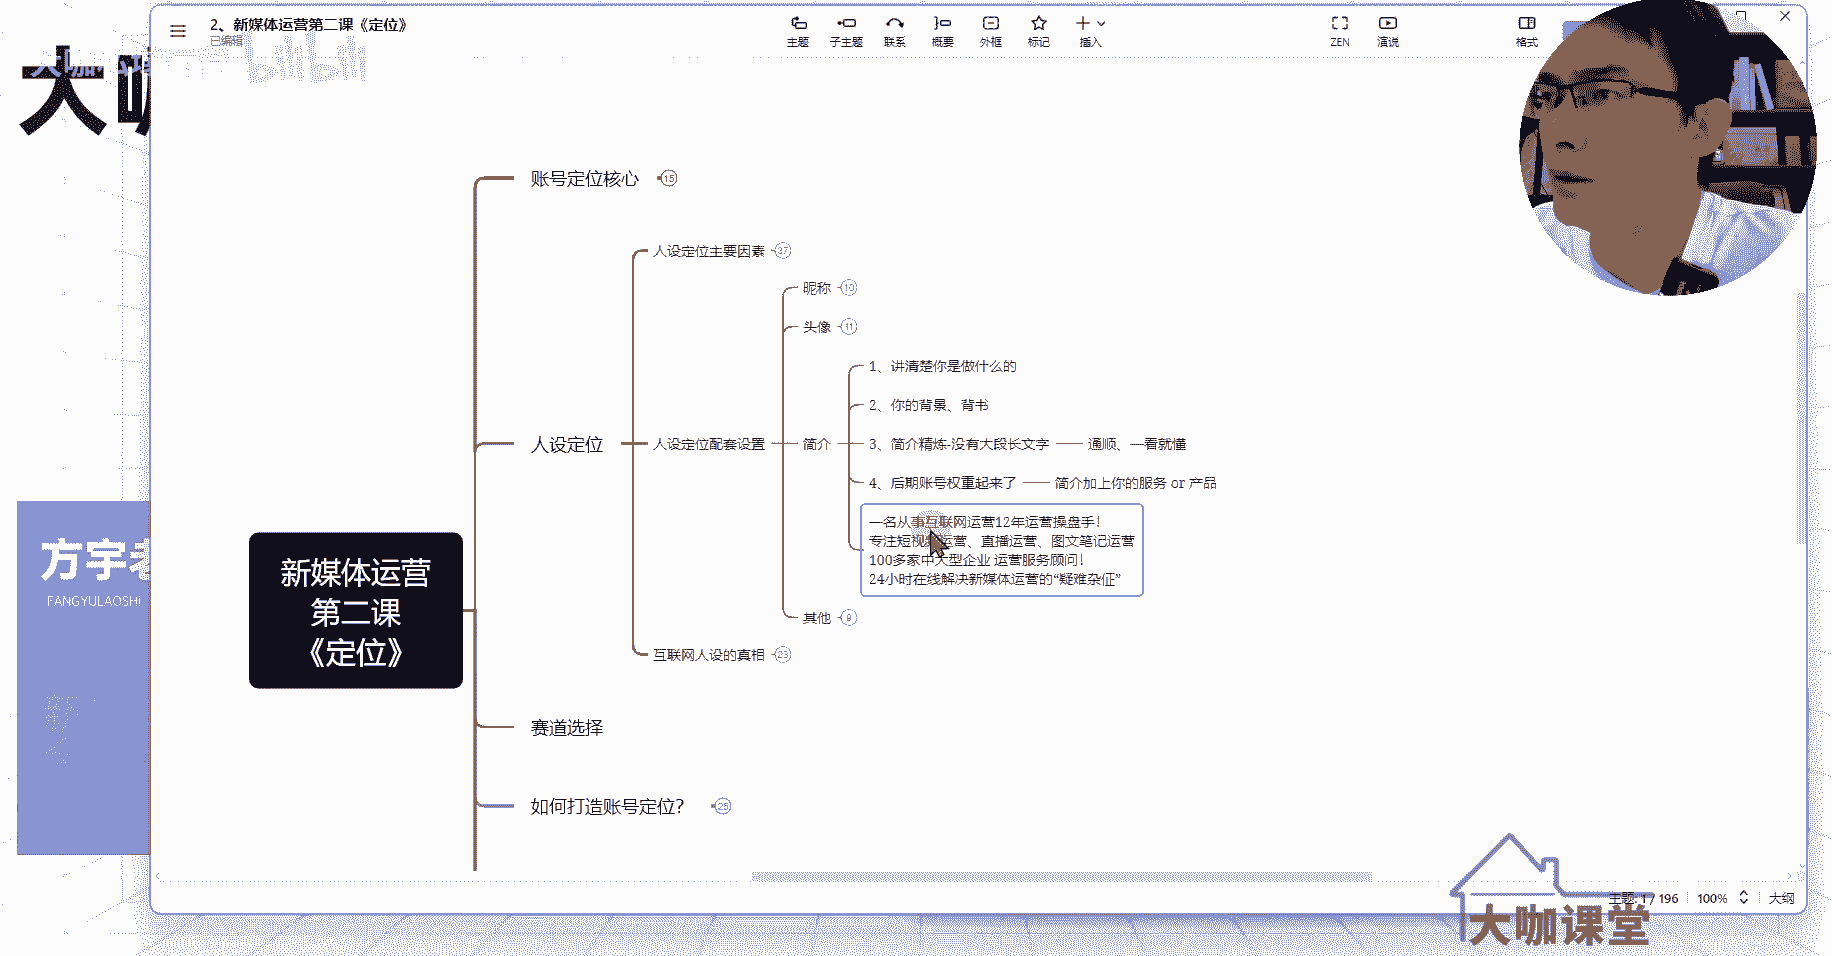 2、新媒体运营第二课《定位》
已编辑
主题
子主题
联系
概要
外框
标记
插入
ZEN
演说
格式
bilibili
账号定位核心
15
人设定位主要因素
37
昵称
10
头像
11
1、讲清楚你是做什么的
2、你的背景、背书
人设定位
人设定位配套设置
简介
3、简介精炼-没有大段长文字
通顺、一看就懂
4、后期账号权重起来了
简介加上你的服务 or 产品
一名从事互联网运营12年运营操盘手!
专注短视频运营、直播运营、图文笔记运营
100多家中大型企业 运营服务顾问!
24小时在线解决新媒体运营的“疑难杂症”
其他
9
互联网人设的真相
23
新媒体运营
第二课
《定位》
赛道选择
如何打造账号定位?
25
方宇老
FANGYULAOSHI
主题: 1 / 196
100%
大纲
大咖课堂